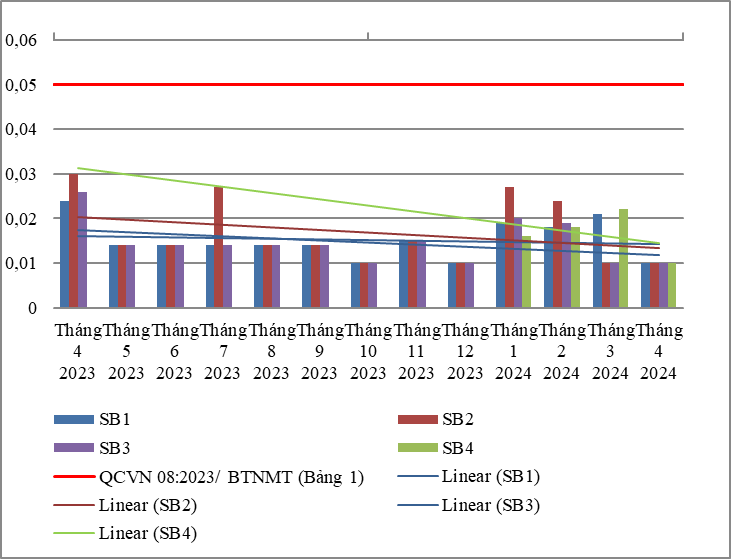 0,06
0,05
0,04
0,03
0,02
0,01
0
Tháng Tháng Tháng Tháng Tháng Tháng Tháng Tháng Tháng Tháng Tháng Tháng Tháng
4 5 6 7 8 9 10 11 12 1 2 3 4
2023 2023 2023 2023 2023 2023 2023 2023 2023 2024 2024 2024 2024
SB1 SB2
SB3 SB4
QCVN 08:2023/ BTNMT (Bảng 1) Linear (SB1)
Linear (SB2) Linear (SB3)
Linear (SB4)